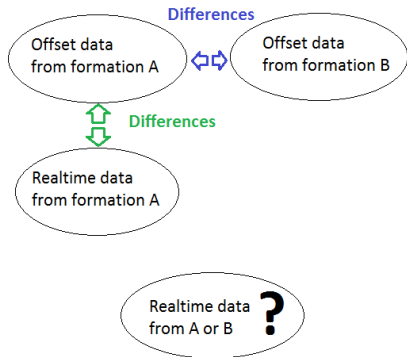 Differences
Offset data
from formation A
Offset data
from formation B
Differences
Realtime data
from formation A
Realtime data
from A or B
?